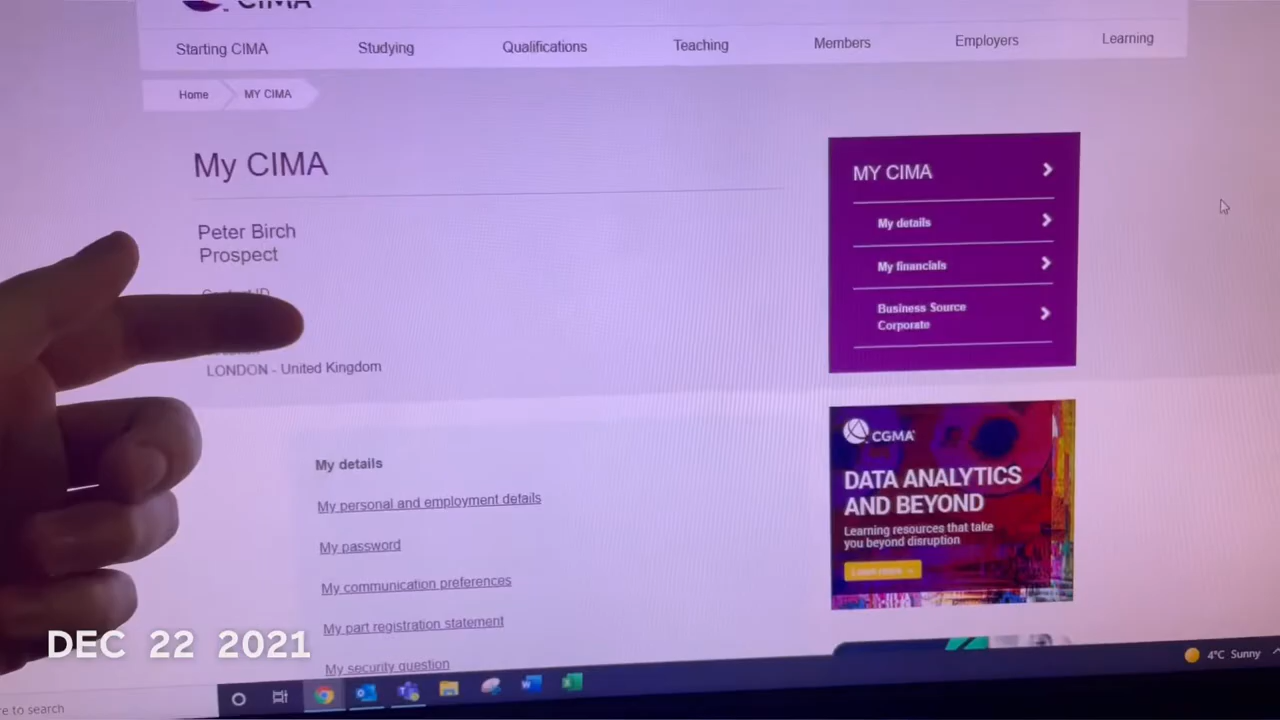 CIMA
Starting CIMA
Studying
Qualifications
Teaching
Members
Employers
Learning
Home
MY CIMA
My CIMA
Peter Birch
Prospect
MY CIMA
My details
My financials
Business Source
Corporate
LONDON - United Kingdom
CGMA
DATA ANALYTICS
AND BEYOND
Learning resources that take
you beyond disruption
Learn more
My details
My personal and employment details
My password
My communication preferences
My part registration statement
My security question
DEC 22 2021
4°C Sunny
re to search